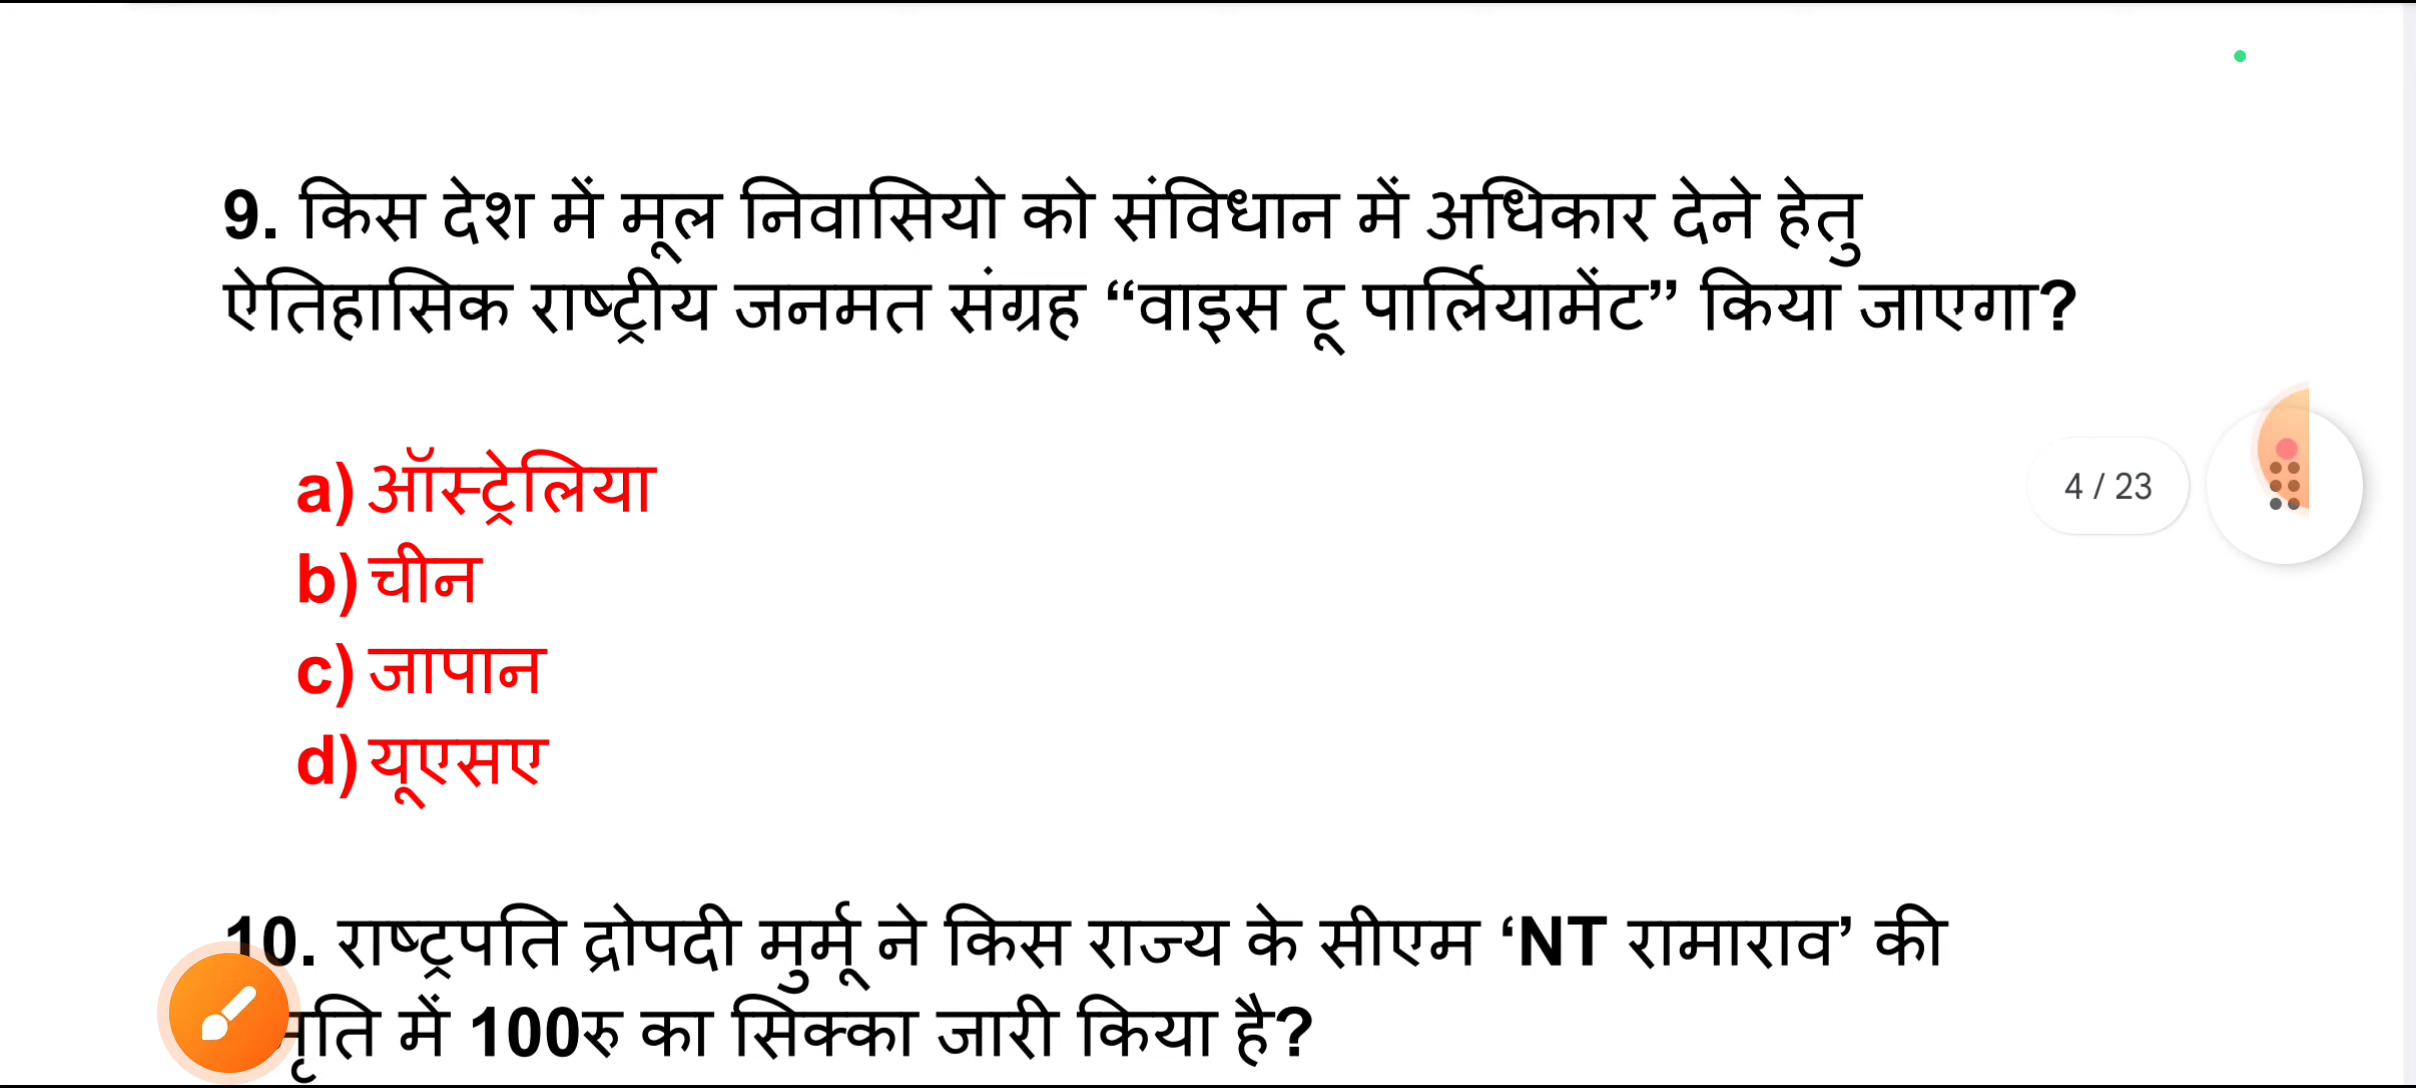 9. किस देश में मूल निवासियो को संविधान में अधिकार देने हेतु
ऐतिहासिक राष्ट्रीय जनमत संग्रह “वाइस टू पार्लियामेंट” किया जाएगा?
a) ऑस्ट्रेलिया
4 / 23
b) चीन
c) जापान
d) यूएसए
10. राष्ट्रपति द्रोपदी मुर्मू ने किस राज्य के सीएम ‘NT रामाराव’ की
में 100रु का सिक्का जारी किया है?